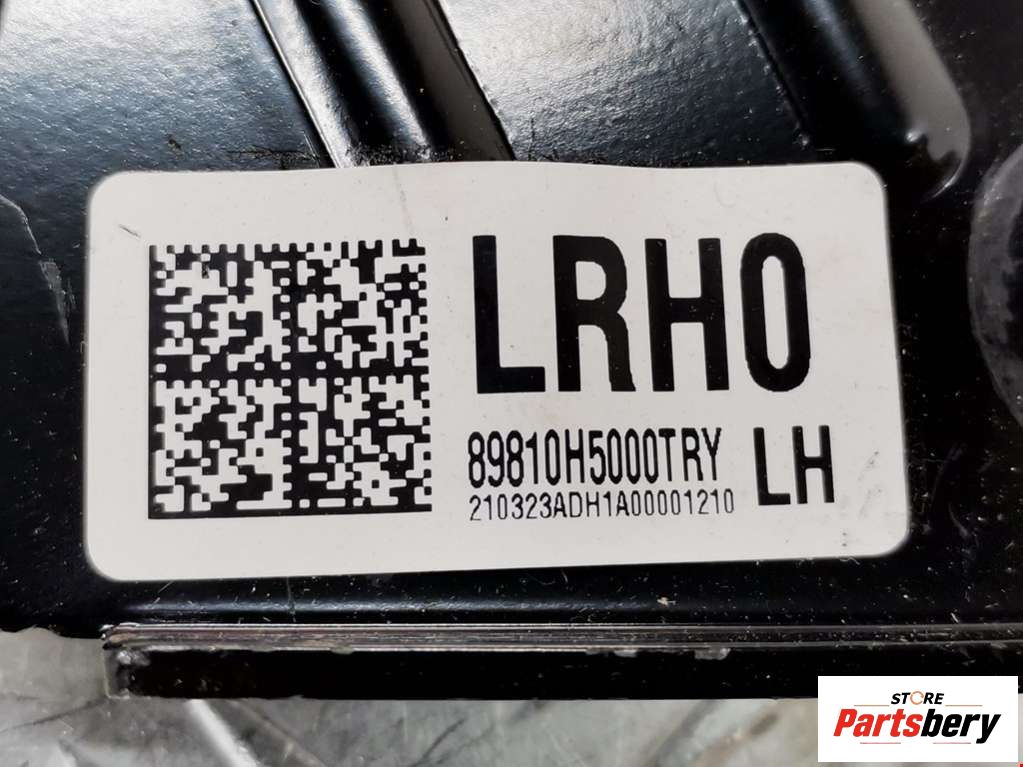 LRH0
89810H5000TRY
LH
210323ADH1A00001210
STORE
Partsbery